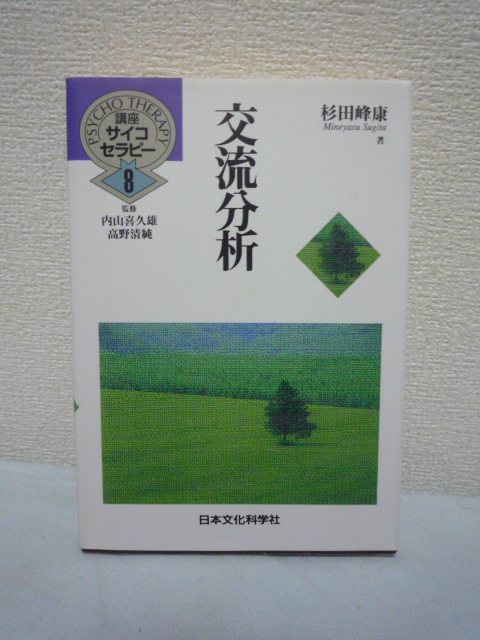 PSYCHO THERAPY
講座
サイコ
セラピー
8
監修
内山喜久雄
高野清純
交流分析
杉田峰康
Mineyasu Sugita
著
日本文化科学社